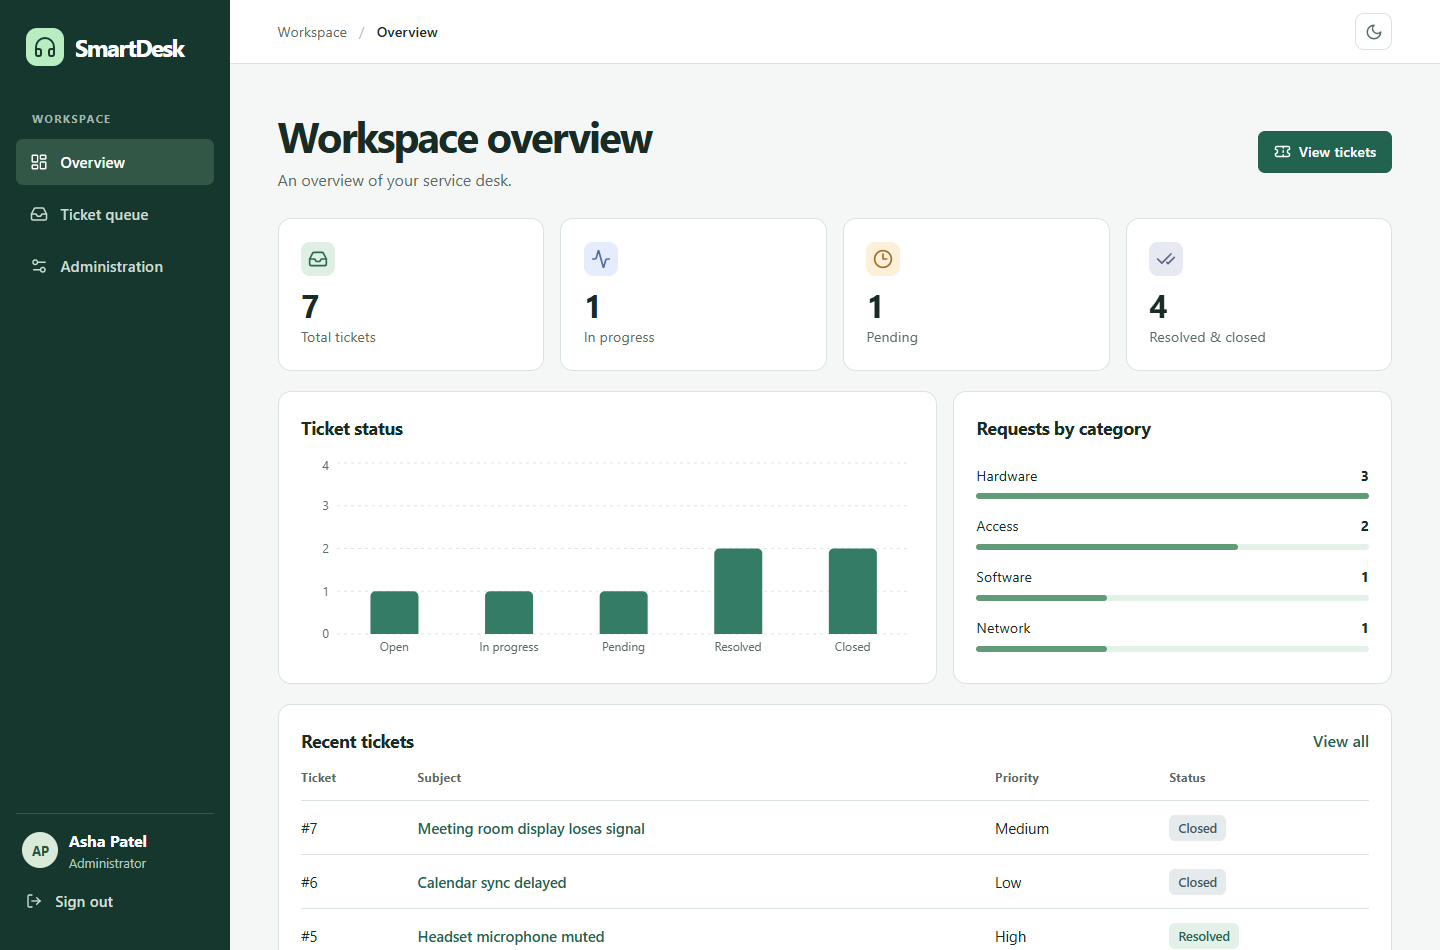 SmartDesk
WORKSPACE
Overview
Ticket queue
Administration
AP
Asha Patel
Administrator
Sign out
Workspace / Overview
Workspace overview
An overview of your service desk.
View tickets
7
Total tickets
1
In progress
1
Pending
4
Resolved & closed
Ticket status
4
3
2
1
0
Open In progress Pending Resolved Closed
Requests by category
Hardware 3
Access 2
Software 1
Network 1
Recent tickets View all
Ticket Subject Priority Status
#7 Meeting room display loses signal Medium Closed
#6 Calendar sync delayed Low Closed
#5 Headset microphone muted High Resolved